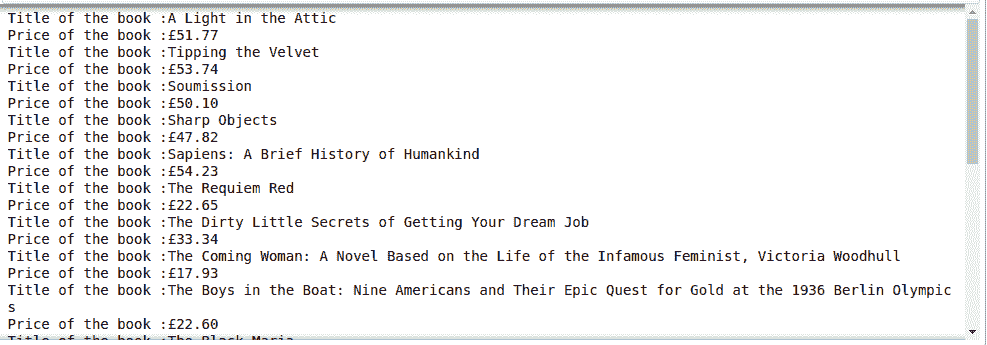 Title of the book :A Light in the Attic
Price of the book :£51.77
Title of the book :Tipping the Velvet
Price of the book :£53.74
Title of the book :Soumission
Price of the book :£50.10
Title of the book :Sharp Objects
Price of the book :£47.82
Title of the book :Sapiens: A Brief History of Humankind
Price of the book :£54.23
Title of the book :The Requiem Red
Price of the book :£22.65
Title of the book :The Dirty Little Secrets of Getting Your Dream Job
Price of the book :£33.34
Title of the book :The Coming Woman: A Novel Based on the Life of the Infamous Feminist, Victoria Woodhull
Price of the book :£17.93
Title of the book :The Boys in the Boat: Nine Americans and Their Epic Quest for Gold at the 1936 Berlin Olympic
s
Price of the book :£22.60
Title of the book :The Black Maria